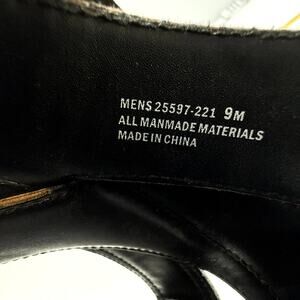 MENS 25597-221 9M
ALL MANMADE MATERIALS
MADE IN CHINA